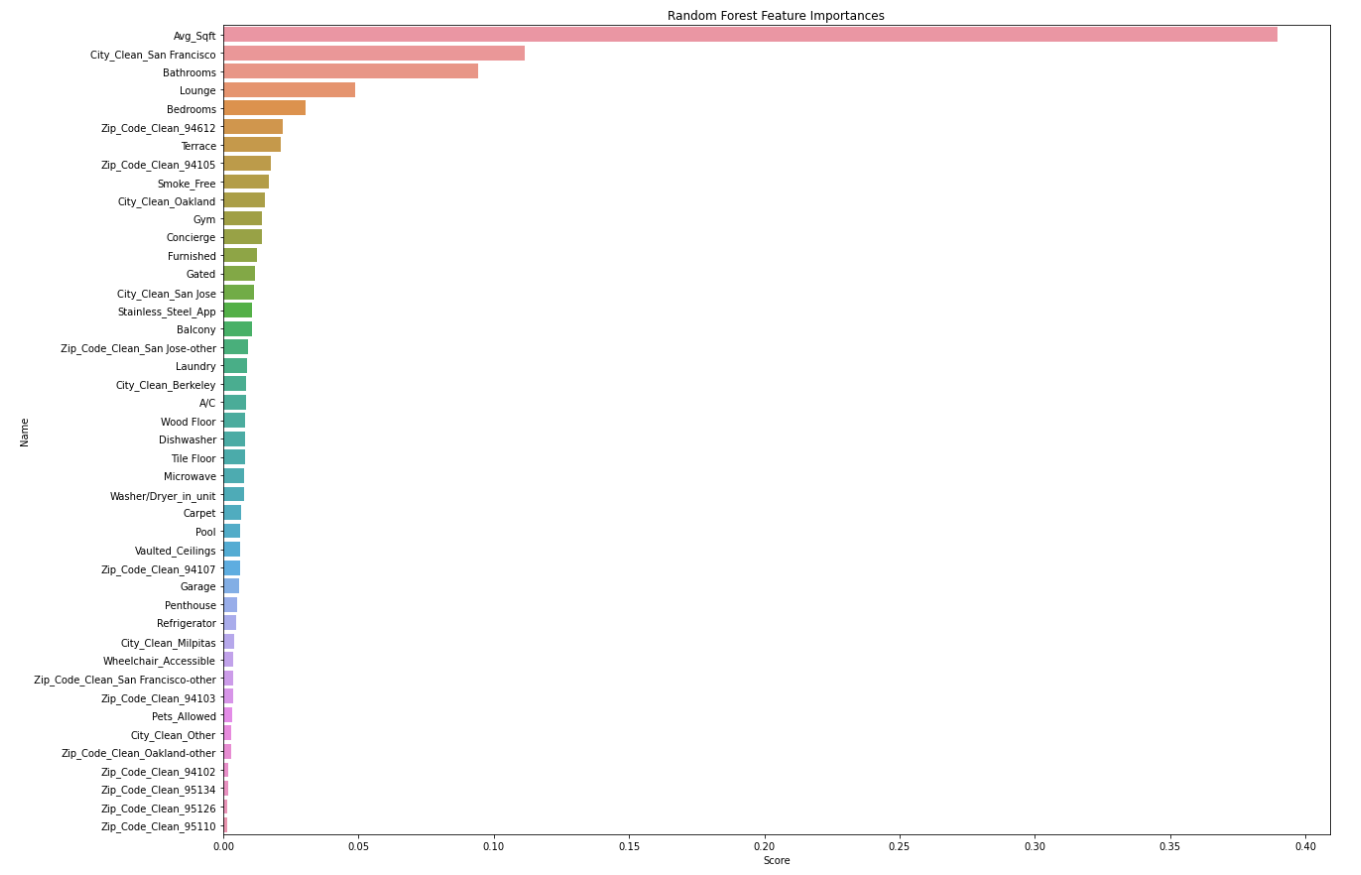 Random Forest Feature Importances
Avg_Sqft
City_Clean_San Francisco
Bathrooms
Lounge
Bedrooms
Zip_Code_Clean_94612
Terrace
Zip_Code_Clean_94105
Smoke_Free
City_Clean_Oakland
Gym
Concierge
Furnished
Gated
City_Clean_San Jose
Stainless_Steel_App
Balcony
Zip_Code_Clean_San Jose-other
Laundry
City_Clean_Berkeley
A/C
Wood Floor
Dishwasher
Tile Floor
Microwave
Washer/Dryer_in_unit
Carpet
Pool
Vaulted_Ceilings
Zip_Code_Clean_94107
Garage
Penthouse
Refrigerator
City_Clean_Milpitas
Wheelchair_Accessible
Zip_Code_Clean_San Francisco-other
Zip_Code_Clean_94103
Pets_Allowed
City_Clean_Other
Zip_Code_Clean_Oakland-other
Zip_Code_Clean_94102
Zip_Code_Clean_95134
Zip_Code_Clean_95126
Zip_Code_Clean_95110
Name
0.00 0.05 0.10 0.15 0.20 0.25 0.30 0.35 0.40
Score